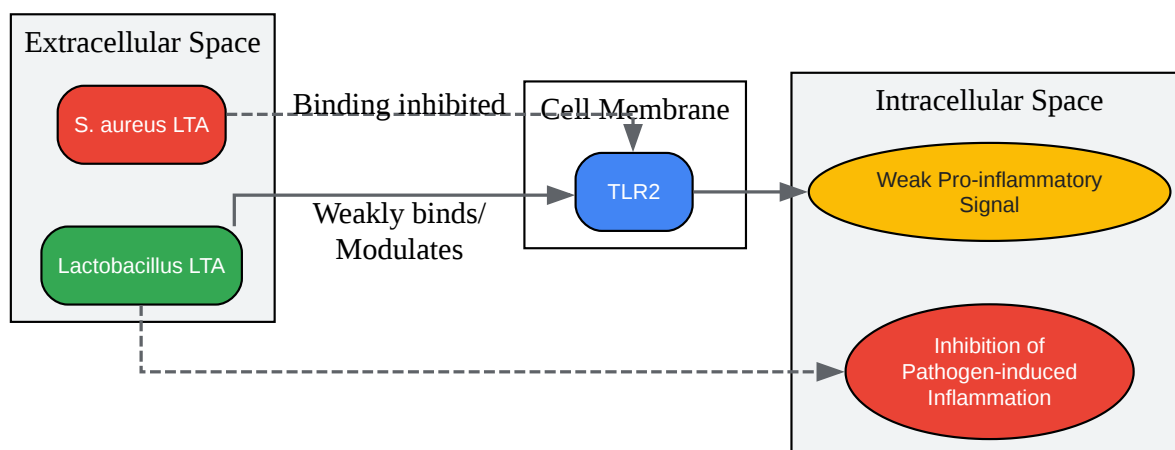 Extracellular Space
S. aureus LTA
Lactobacillus LTA
Binding inhibited
Weakly binds/
Modulates
Cell Membrane
TLR2
Intracellular Space
Weak Pro-inflammatory
Signal
Inhibition of
Pathogen-induced
Inflammation